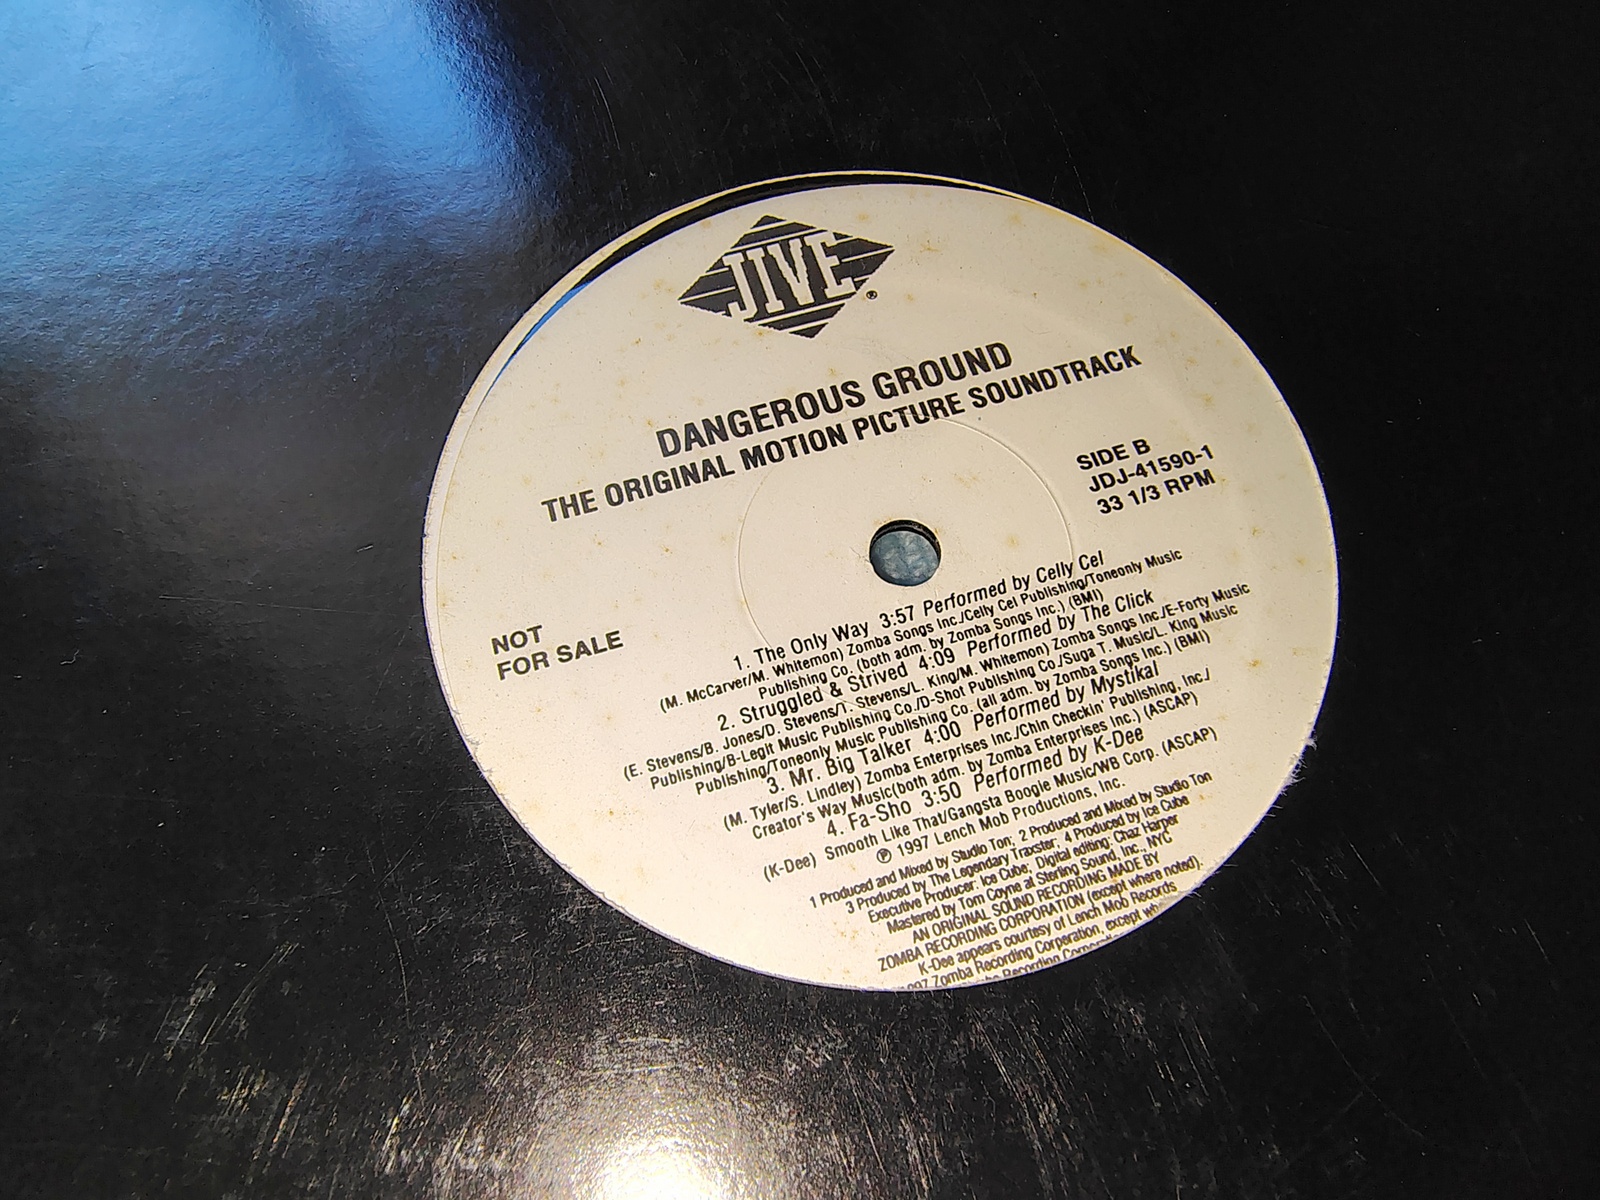 JIVE®
DANGEROUS GROUND
THE ORIGINAL MOTION PICTURE SOUNDTRACK
SIDE B
JDJ-41590-1
33 1/3 RPM
NOT
FOR SALE
1. The Only Way 3:57 Performed by Celly Cel
(M. McCarver/M. Whitemon) Zomba Songs Inc./Celly Cel Publishing/Toneonly Music
Publishing Co. (both adm. by Zomba Songs Inc.) (BMI)
2. Struggled & Strived 4:09 Performed by The Click
(E. Stevens/B. Jones/D. Stevens/T. Stevens/L. King/M. Whitemon) Zomba Songs Inc./E-Forty Music
Publishing/B-Legit Music Publishing Co./D-Shot Publishing Co./Suga T. Music/L. King Music
Publishing/Toneonly Music Publishing Co. (all adm. by Zomba Songs Inc.) (BMI)
3. Mr. Big Talker 4:00 Performed by Mystikal
(M. Tyler/S. Lindley) Zomba Enterprises Inc./Chin Checkin' Publishing, Inc./
Creator's Way Music(both adm. by Zomba Enterprises Inc.) (ASCAP)
4. Fa-Sho 3:50 Performed by K-Dee
(K-Dee) Smooth Like That/Gangsta Boogie Music/WB Corp. (ASCAP)
℗ 1997 Lench Mob Productions, Inc.
1 Produced and Mixed by Studio Ton; 2 Produced and Mixed by Studio Ton
3 Produced by The Legendary Traxster; 4 Produced by Ice Cube
Executive Producer: Ice Cube; Digital editing: Chaz Harper
Mastered by Tom Coyne at Sterling Sound, Inc., NYC
AN ORIGINAL SOUND RECORDING MADE BY
ZOMBA RECORDING CORPORATION (except where noted).
K-Dee appears courtesy of Lench Mob Records
Zomba Recording Corporation, except
Recording